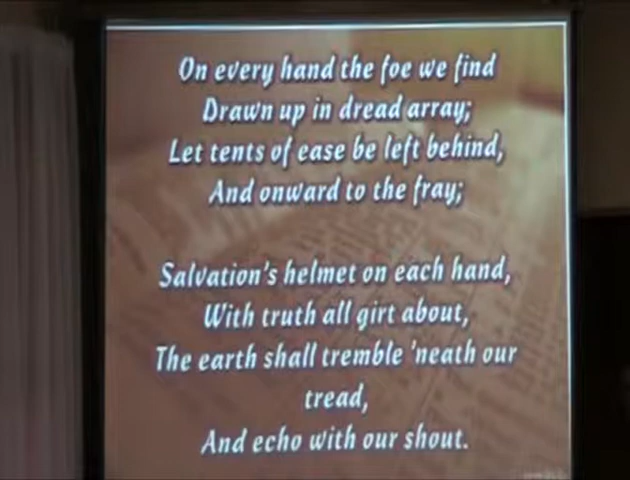 On every hand the foe we find
Drawn up in dread array;
Let tents of ease be left behind,
And onward to the fray;
Salvation's helmet on each hand,
With truth all girt about,
The earth shall tremble 'neath our
tread,
And echo with our shout.